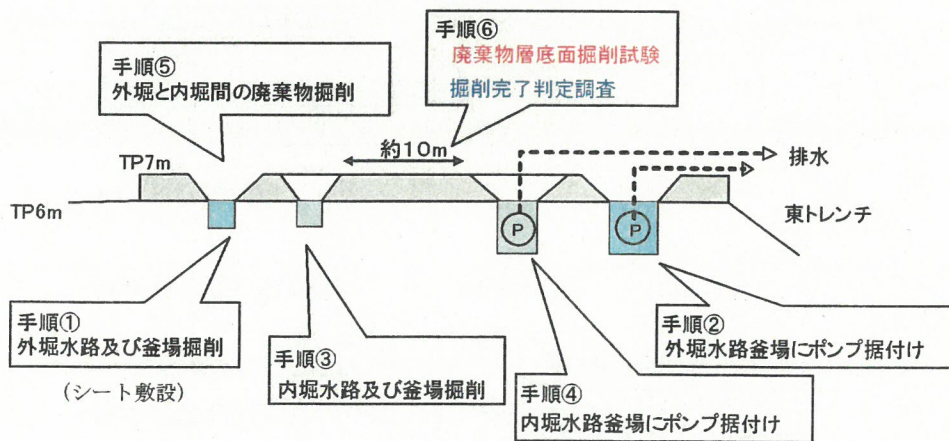 手順⑥
廃棄物層底面掘削試験
掘削完了判定調査
手順⑤
外堀と内堀間の廃棄物掘削
約10m
排水
TP7m
TP6m
東トレンチ
P
P
手順①
外堀水路及び釜場掘削
(シート敷設)
手順③
内堀水路及び釜場掘削
手順④
内堀水路釜場にポンプ据付け
手順②
外堀水路釜場にポンプ据付け